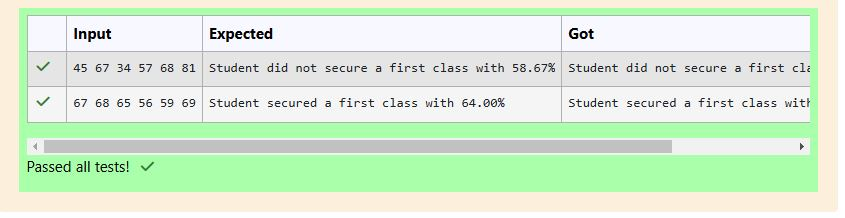 Input Expected Got
45 67 34 57 68 81 Student did not secure a first class with 58.67% Student did not secure a first cla
67 68 65 56 59 69 Student secured a first class with 64.00% Student secured a first class with
Passed all tests!